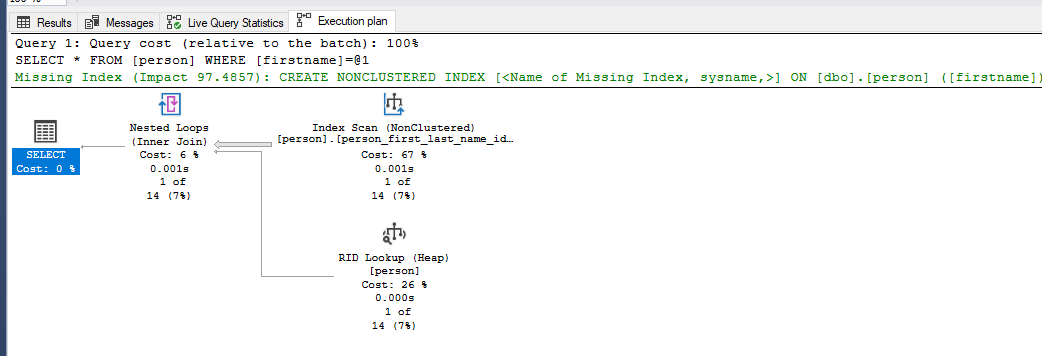 Results Messages Live Query Statistics Execution plan
Query 1: Query cost (relative to the batch): 100%
SELECT * FROM [person] WHERE [firstname]=@1
Missing Index (Impact 97.4857): CREATE NONCLUSTERED INDEX [<Name of Missing Index, sysname,>] ON [dbo].[person] ([firstname])
SELECT
Cost: 0 %
Nested Loops
(Inner Join)
Cost: 6 %
0.001s
1 of
14 (7%)
Index Scan (NonClustered)
[person].[person_first_last_name_id…
Cost: 67 %
0.001s
1 of
14 (7%)
RID Lookup (Heap)
[person]
Cost: 26 %
0.000s
1 of
14 (7%)